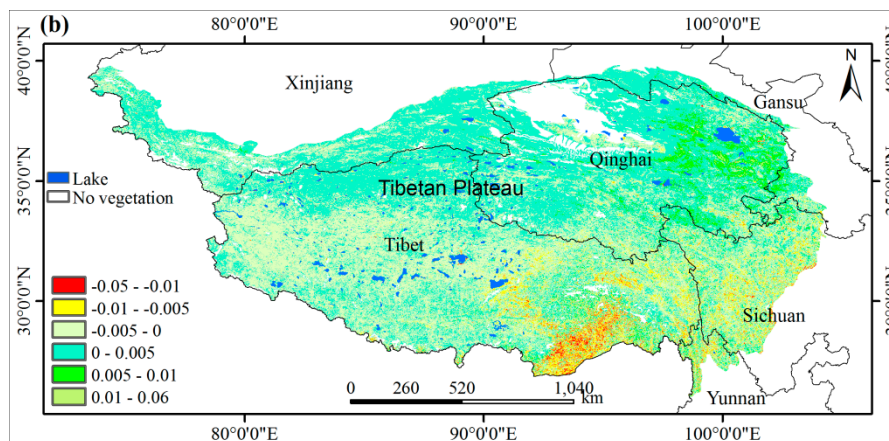 (b)
80°0'0"E 90°0'0"E 100°0'0"E
N
40°0'0"N
40°0'0"N
Xinjiang
Gansu
Qinghai
35°0'0"N
Lake
No vegetation
Tibetan Plateau
Tibet
-0.05 - -0.01
-0.01 - -0.005
-0.005 - 0
0 - 0.005
0.005 - 0.01
0.01 - 0.06
30°0'0"N
Sichuan
0 260 520 1,040
km
Yunnan
80°0'0"E 90°0'0"E 100°0'0"E